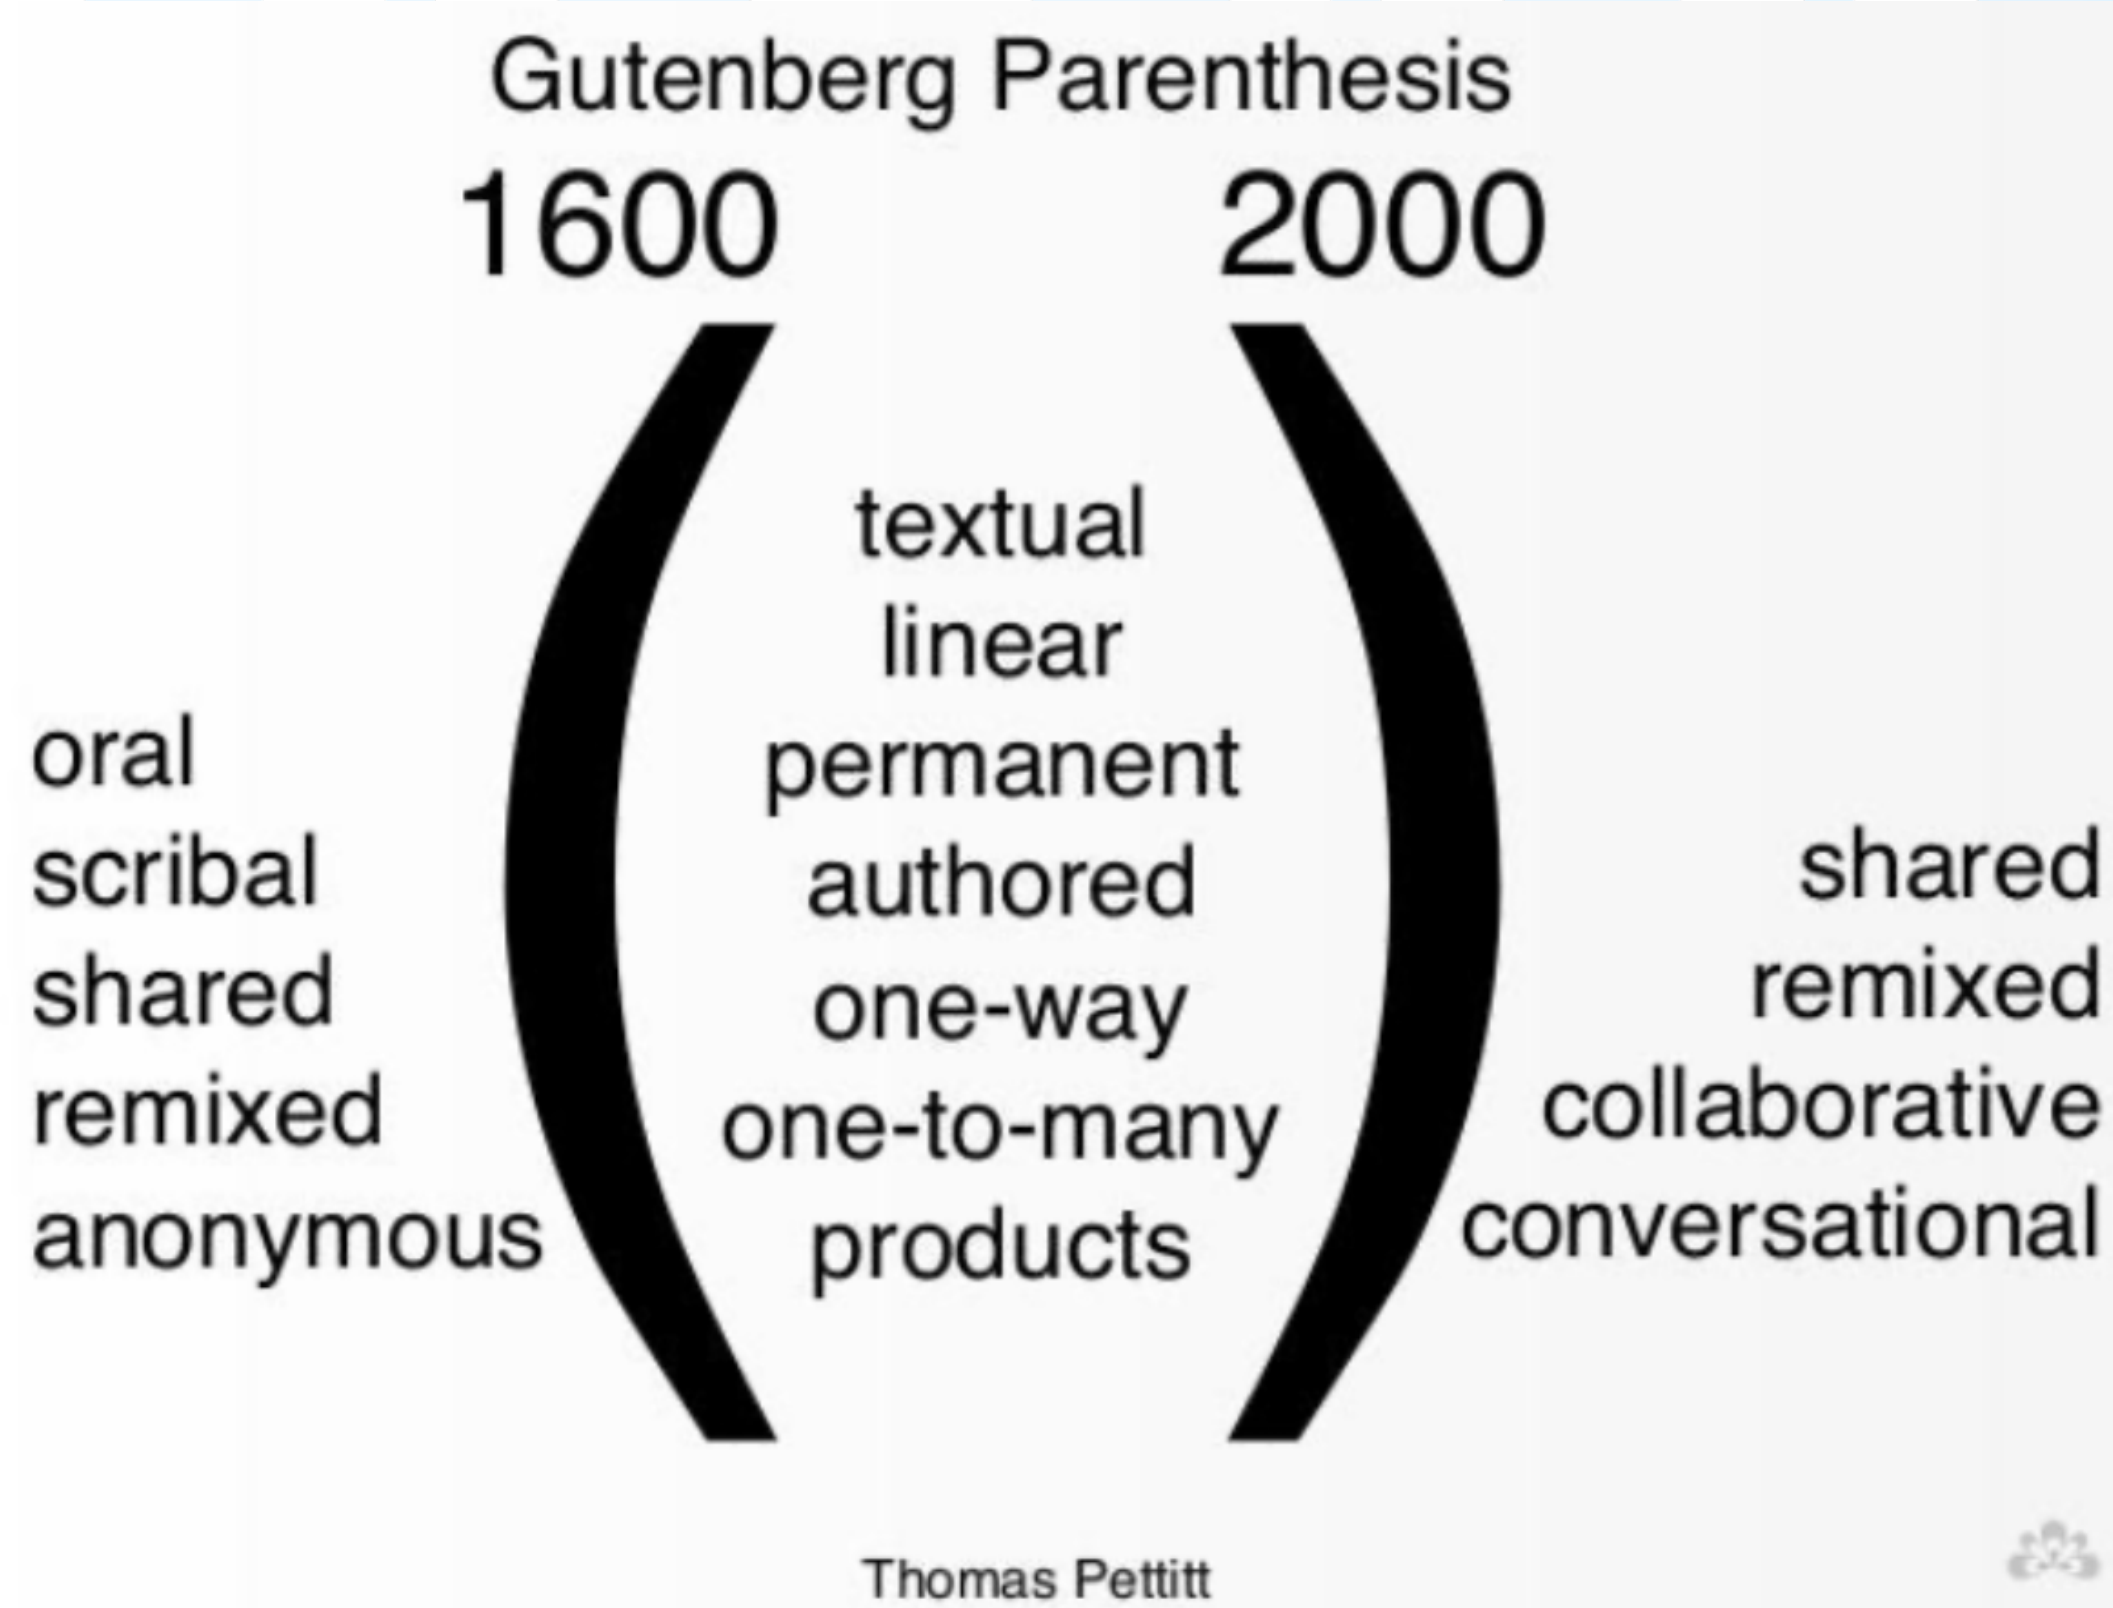 Gutenberg Parenthesis
1600
2000
oral
scribal
shared
remixed
anonymous
textual
linear
permanent
authored
one-way
one-to-many
products
shared
remixed
collaborative
conversational
Thomas Pettitt